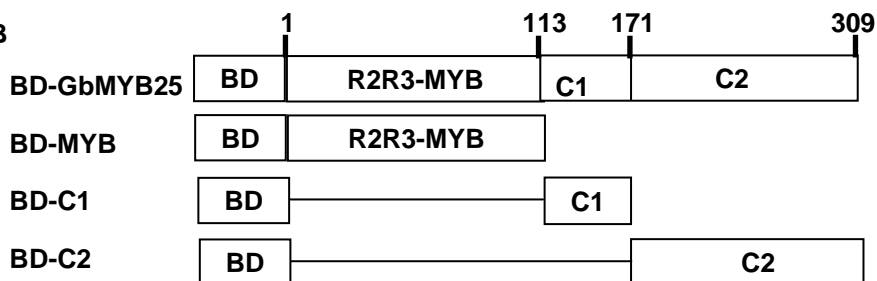 B
1 113 171 309
BD-GbMYB25 BD R2R3-MYB C1 C2
BD-MYB BD R2R3-MYB
BD-C1 BD C1
BD-C2 BD C2